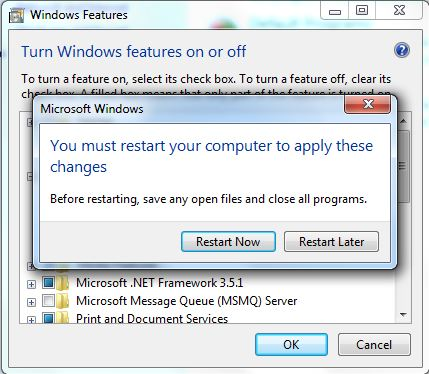 Windows Features
Turn Windows features on or off
To turn a feature on, select its check box. To turn a feature off, clear its
check box. A filled box means that only part of the feature is turned on.
Microsoft Windows
You must restart your computer to apply these
changes
Before restarting, save any open files and close all programs.
Restart Now
Restart Later
Microsoft .NET Framework 3.5.1
Microsoft Message Queue (MSMQ) Server
Print and Document Services
OK
Cancel